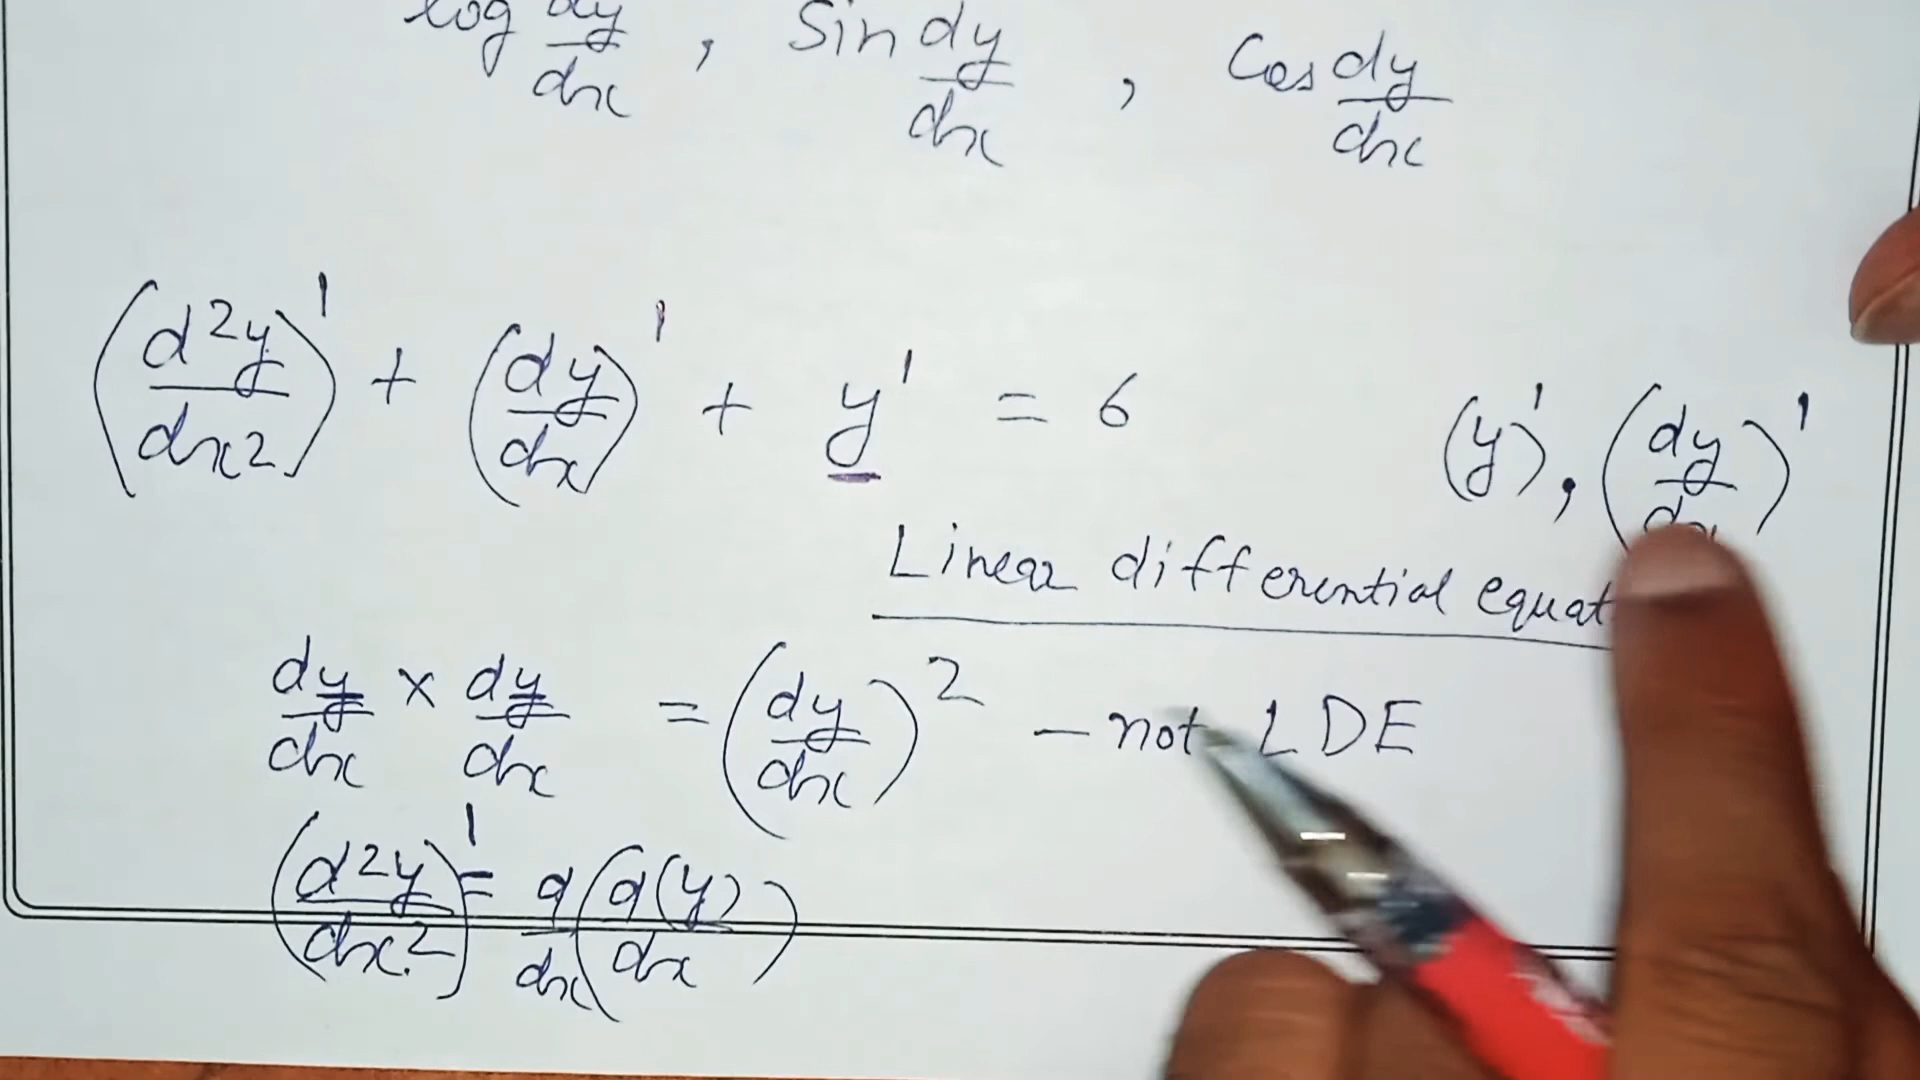 log dy/dx , Sin dy/dx , Cos dy/dx
(d2y/dx2)^1 + (dy/dx)^1 + y^1 = 6 (y)^1, (dy/dx)^1
Linear differential equat
dy/dx × dy/dx = (dy/dx)^2 – not LDE
(d2y/dx2)^1 = d/dx (d(y)/dx)